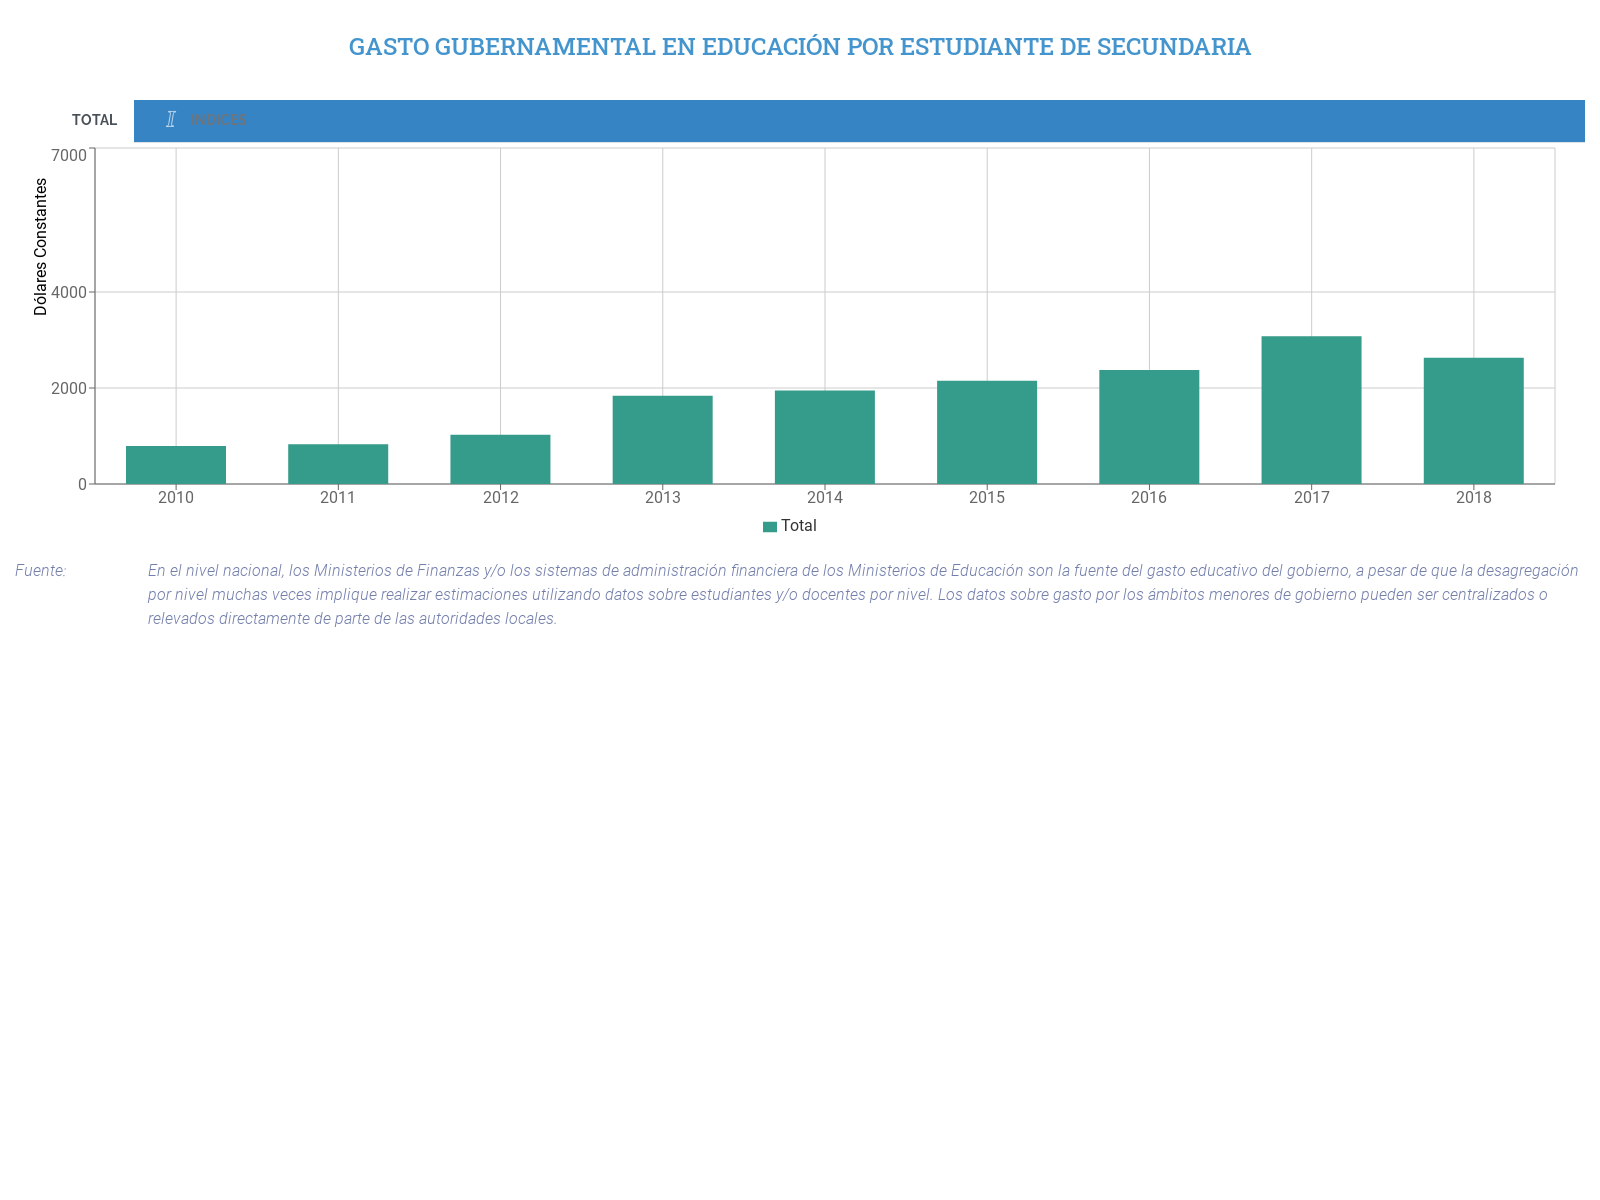 GASTO GUBERNAMENTAL EN EDUCACIÓN POR ESTUDIANTE DE SECUNDARIA
TOTAL
INDICES
Dólares Constantes
7000
4000
2000
0
2010 2011 2012 2013 2014 2015 2016 2017 2018
Total
Fuente: En el nivel nacional, los Ministerios de Finanzas y/o los sistemas de administración financiera de los Ministerios de Educación son la fuente del gasto educativo del gobierno, a pesar de que la desagregación
por nivel muchas veces implique realizar estimaciones utilizando datos sobre estudiantes y/o docentes por nivel. Los datos sobre gasto por los ámbitos menores de gobierno pueden ser centralizados o
relevados directamente de parte de las autoridades locales.